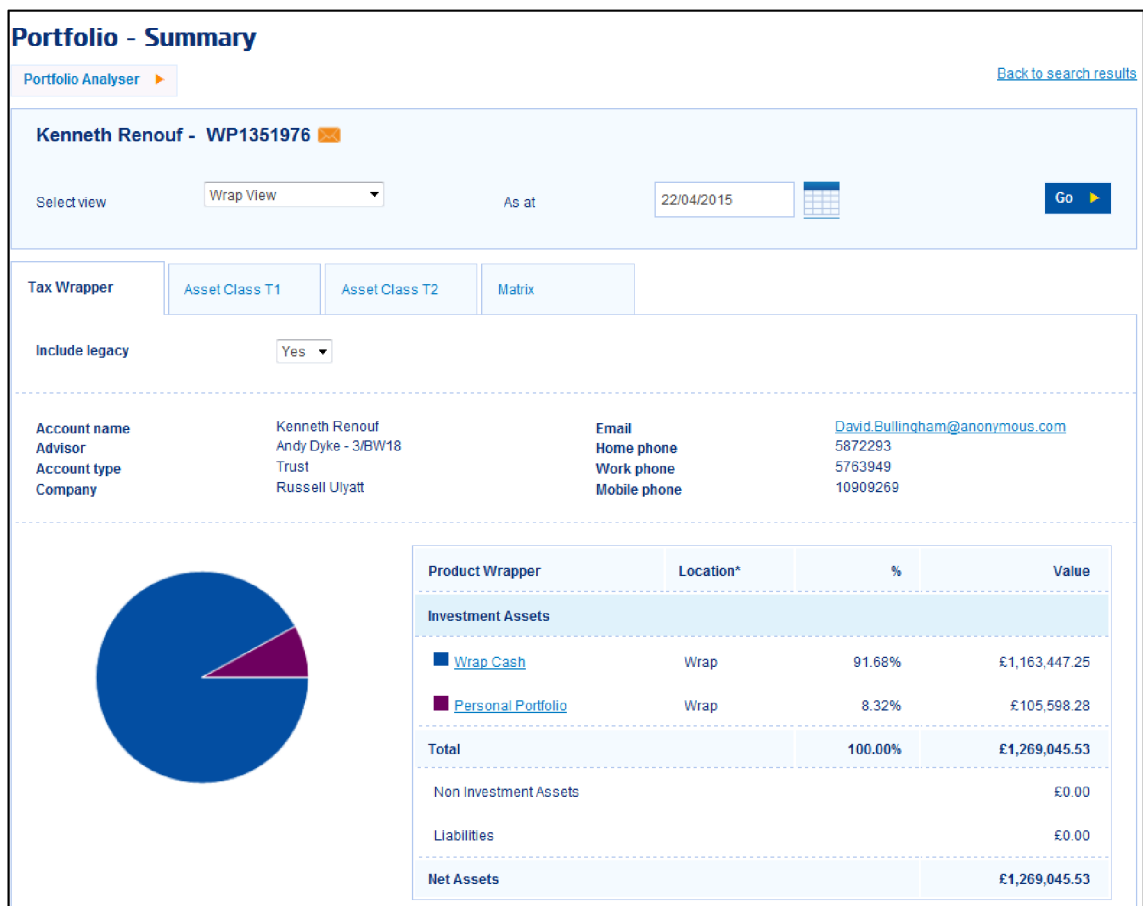 Portfolio - Summary
Portfolio Analyser
Back to search results
Kenneth Renouf - WP1351976
Select view
Wrap View
As at
22/04/2015
Go
Tax Wrapper
Asset Class T1
Asset Class T2
Matrix
Include legacy
Yes
Account name Kenneth Renouf Email David.Bullingham@anonymous.com
Advisor Andy Dyke - 3/BW18 Home phone 5872293
Account type Trust Work phone 5763949
Company Russell Ulyatt Mobile phone 10909269
Product Wrapper Location* % Value
Investment Assets
Wrap Cash Wrap 91.68% £1,163,447.25
Personal Portfolio Wrap 8.32% £105,598.28
Total 100.00% £1,269,045.53
Non Investment Assets £0.00
Liabilities £0.00
Net Assets £1,269,045.53